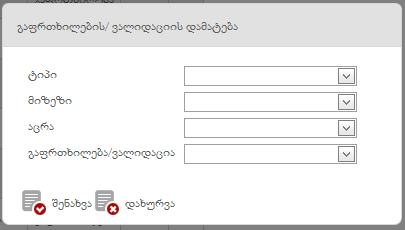 გაფრთხილების/ ვალიდაციის დამატება
ტიპი
მიზეზი
აცრა
გაფრთხილება/ვალიდაცია
შენახვა დახურვა